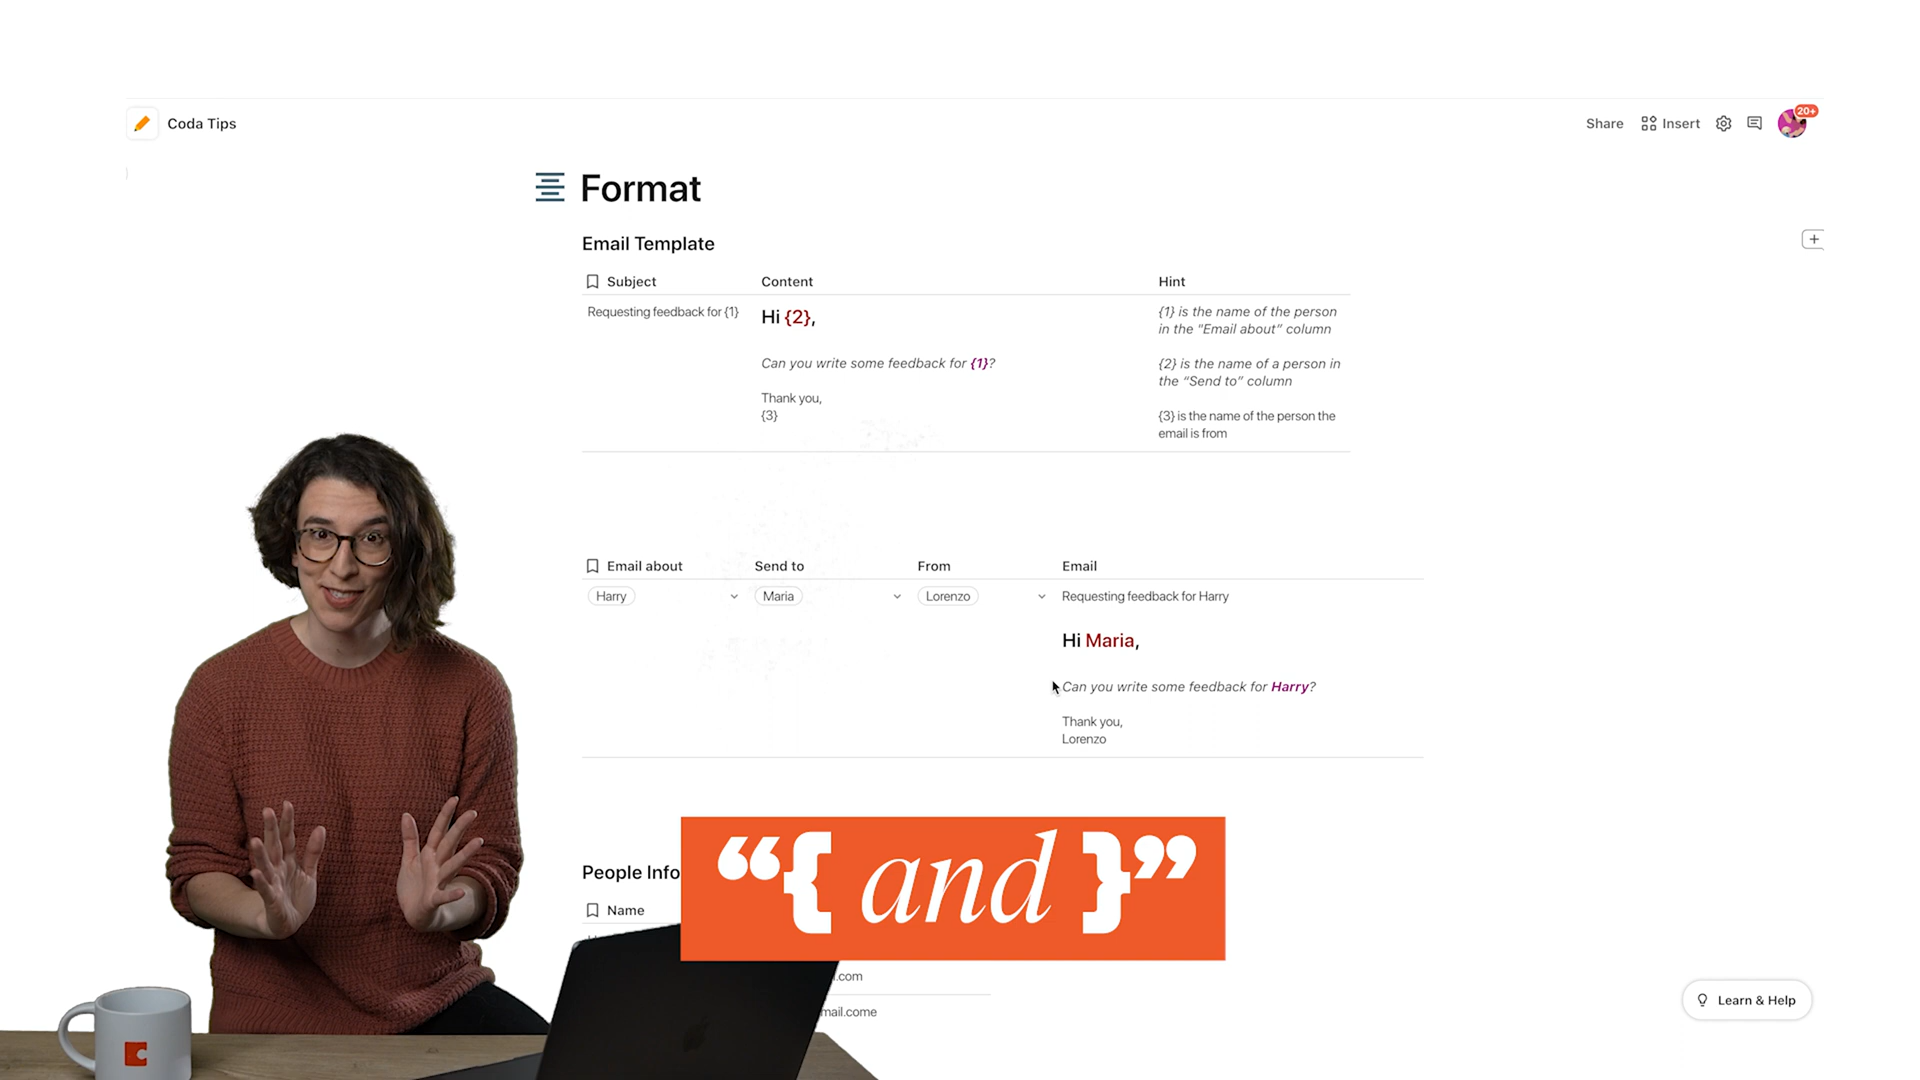 Coda Tips
Share
Insert
20+
Format
Email Template
Subject
Content
Hint
Requesting feedback for {1}
Hi {2},
Can you write some feedback for {1}?
Thank you,
{3}
{1} is the name of the person
in the "Email about" column
{2} is the name of a person in
the “Send to” column
{3} is the name of the person the
email is from
Email about
Send to
From
Email
Harry
Maria
Lorenzo
Requesting feedback for Harry
Hi Maria,
Can you write some feedback for Harry?
Thank you,
Lorenzo
“{ and }”
People Info
Name
.com
mail.come
Learn & Help